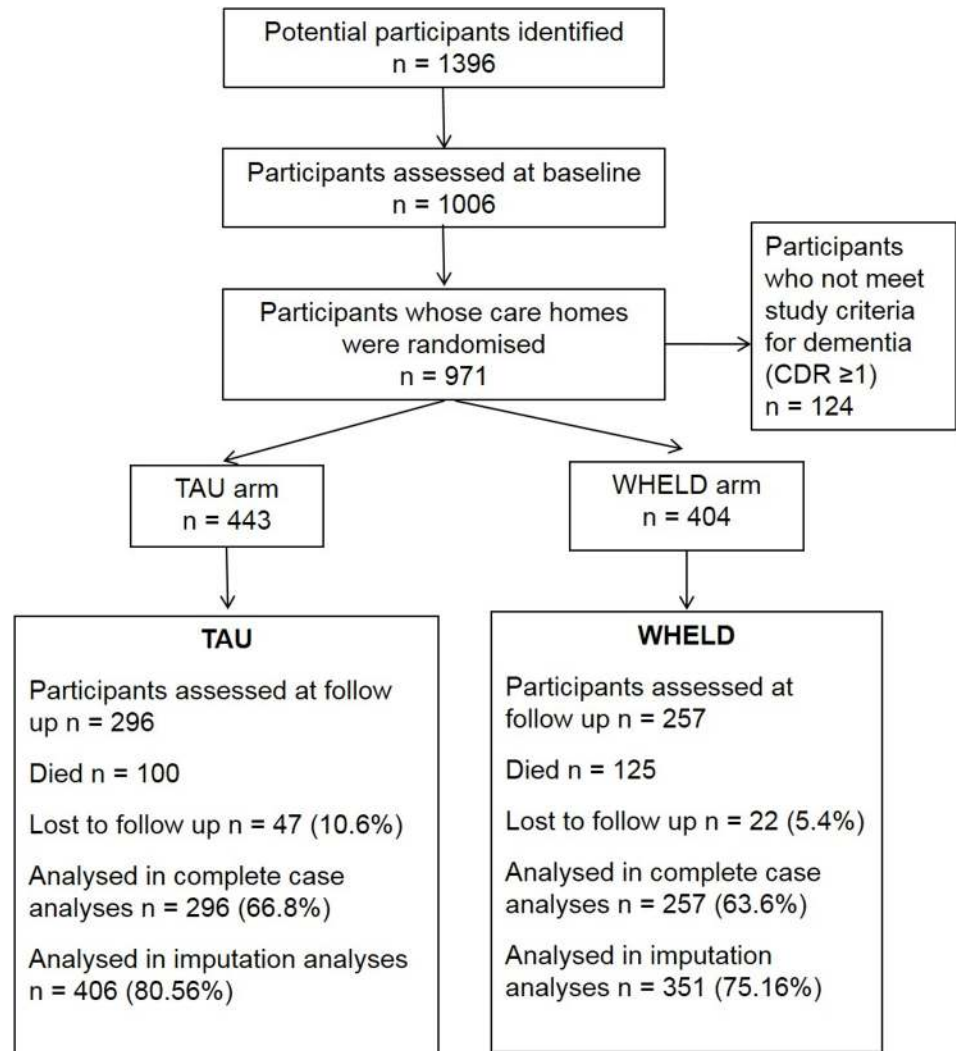 Potential participants identified
n = 1396
Participants assessed at baseline
n = 1006
Participants whose care homes
were randomised
n = 971
Participants
who not meet
study criteria
for dementia
(CDR ≥1)
n = 124
TAU arm
n = 443
WHELD arm
n = 404
TAU
Participants assessed at follow
up n = 296
Died n = 100
Lost to follow up n = 47 (10.6%)
Analysed in complete case
analyses n = 296 (66.8%)
Analysed in imputation analyses
n = 406 (80.56%)
WHELD
Participants assessed at
follow up n = 257
Died n = 125
Lost to follow up n = 22 (5.4%)
Analysed in complete case
analyses n = 257 (63.6%)
Analysed in imputation
analyses n = 351 (75.16%)